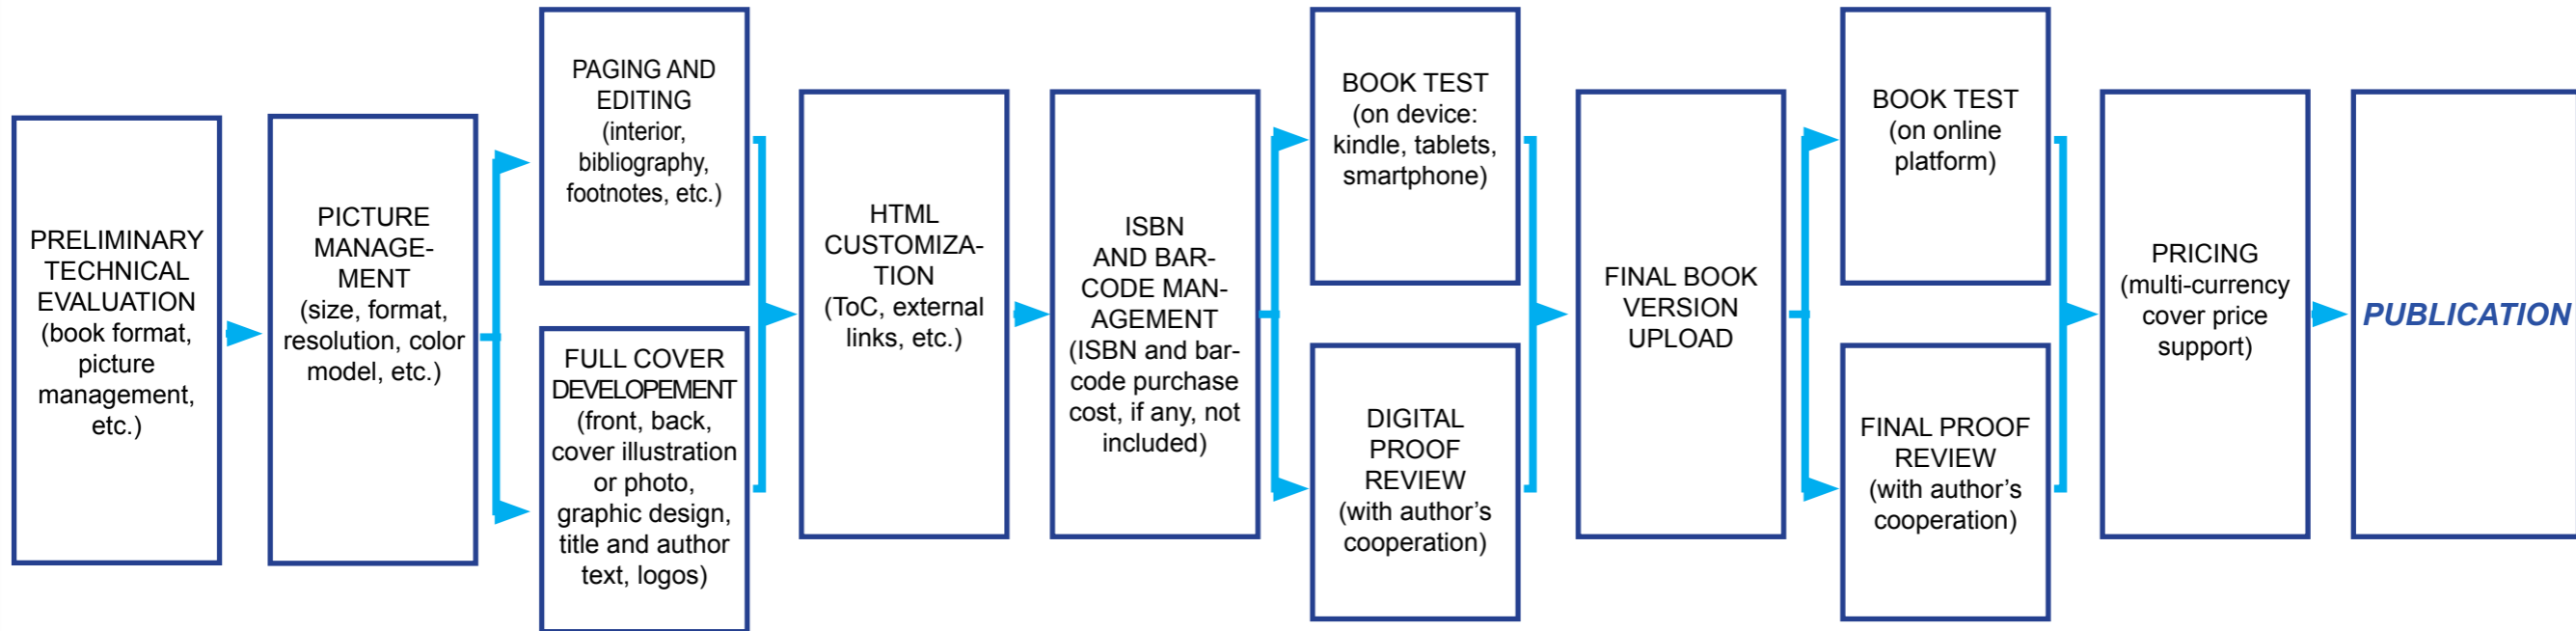 PRELIMINARY
TECHNICAL
EVALUATION
(book format,
picture
management,
etc.)
PICTURE
MANAGE-
MENT
(size, format,
resolution, color
model, etc.)
PAGING AND
EDITING
(interior,
bibliography,
footnotes, etc.)
FULL COVER
DEVELOPEMENT
(front, back,
cover illustration
or photo,
graphic design,
title and author
text, logos)
HTML
CUSTOMIZA-
TION
(ToC, external
links, etc.)
ISBN
AND BAR-
CODE MAN-
AGEMENT
(ISBN and bar-
code purchase
cost, if any, not
included)
BOOK TEST
(on device:
kindle, tablets,
smartphone)
DIGITAL
PROOF
REVIEW
(with author’s
cooperation)
FINAL BOOK
VERSION
UPLOAD
BOOK TEST
(on online
platform)
FINAL PROOF
REVIEW
(with author’s
cooperation)
PRICING
(multi-currency
cover price
support)
PUBLICATION